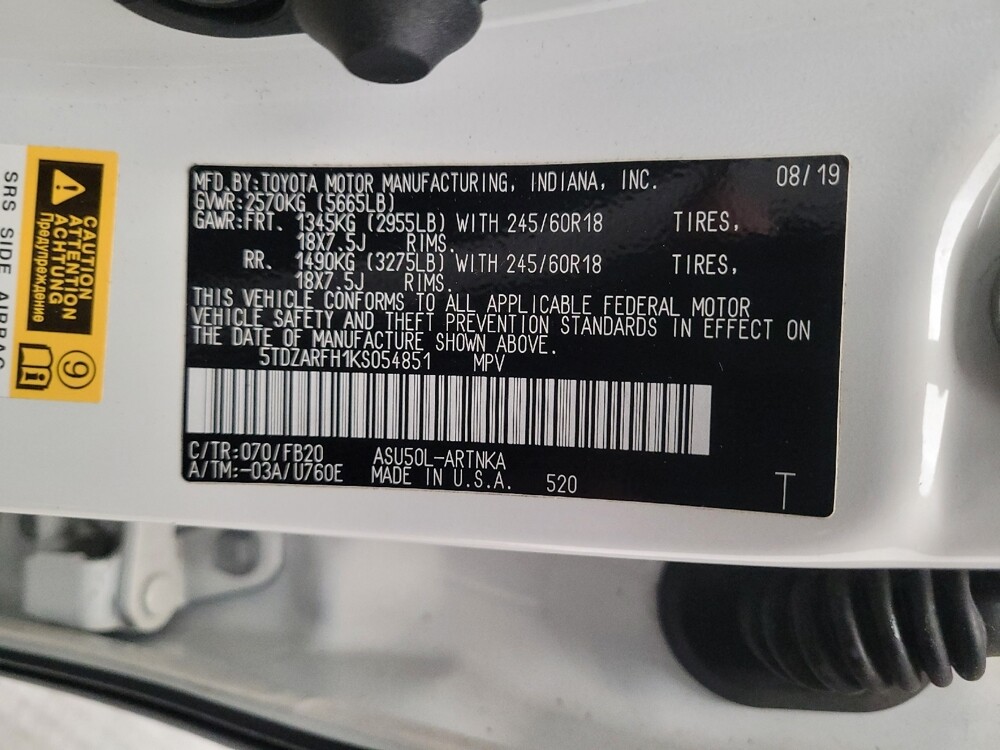 MFD.BY:TOYOTA MOTOR MANUFACTURING, INDIANA, INC. 08/19
GVWR:2570KG (5665LB)
GAWR:FRT. 1345KG (2955LB) WITH 245/60R18 TIRES,
18X7.5J RIMS.
RR. 1490KG (3275LB) WITH 245/60R18 TIRES,
18X7.5J RIMS.
THIS VEHICLE CONFORMS TO ALL APPLICABLE FEDERAL MOTOR
VEHICLE SAFETY AND THEFT PREVENTION STANDARDS IN EFFECT ON
THE DATE OF MANUFACTURE SHOWN ABOVE.
5TDZARFH1KS054851 MPV
C/TR:070/FB20 ASU50L-ARTNKA
A/TM:-03A/U760E MADE IN U.S.A. 520
T
CAUTION
ATTENTION
ACHTUNG
Предупреждение
9
SRS SIDE AIRBAG